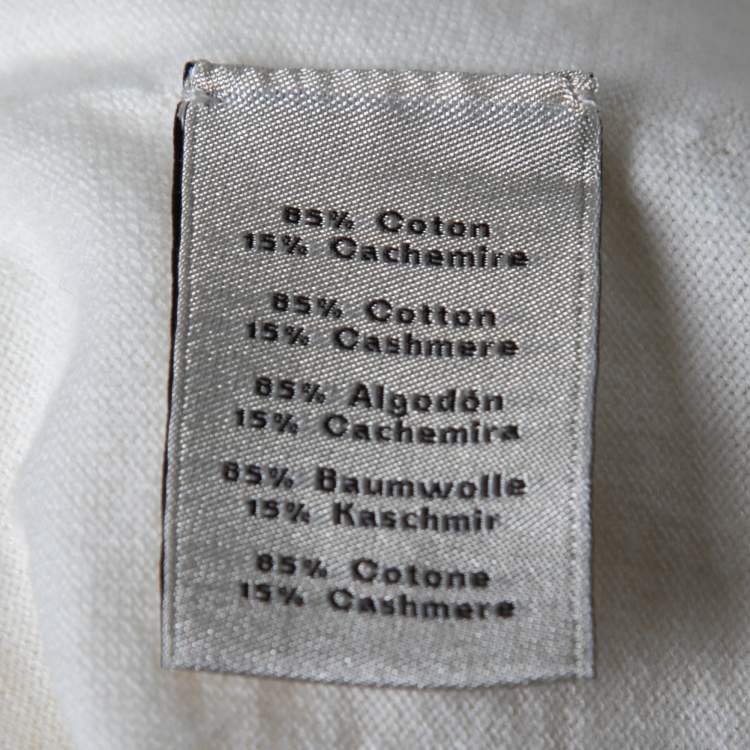 85% Coton
15% Cachemire
85% Cotton
15% Cashmere
85% Algodón
15% Cachemira
85% Baumwolle
15% Kaschmir
85% Cotone
15% Cashmere